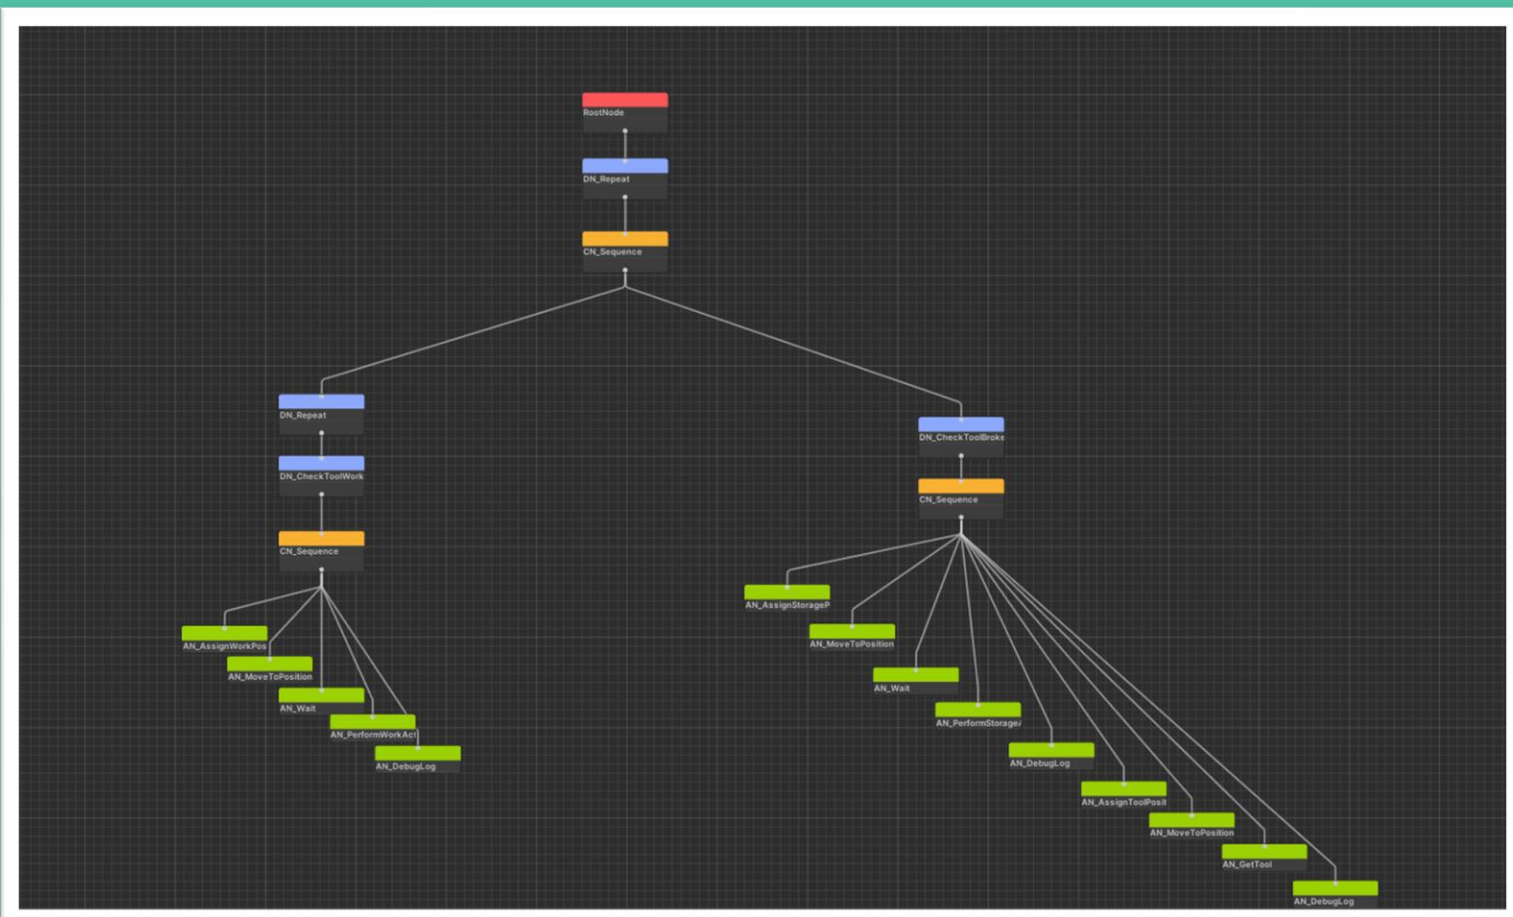 RootNode
DN_Repeat
CN_Sequence
DN_Repeat
DN_CheckToolBroke
DN_CheckToolWork
CN_Sequence
CN_Sequence
AN_AssignStorageP
AN_MoveToPosition
AN_AssignWorkPos
AN_MoveToPosition
AN_Wait
AN_Wait
AN_PerformStorage
AN_PerformWorkAct
AN_DebugLog
AN_DebugLog
AN_AssignToolPosit
AN_MoveToPosition
AN_GetTool
AN_DebugLog